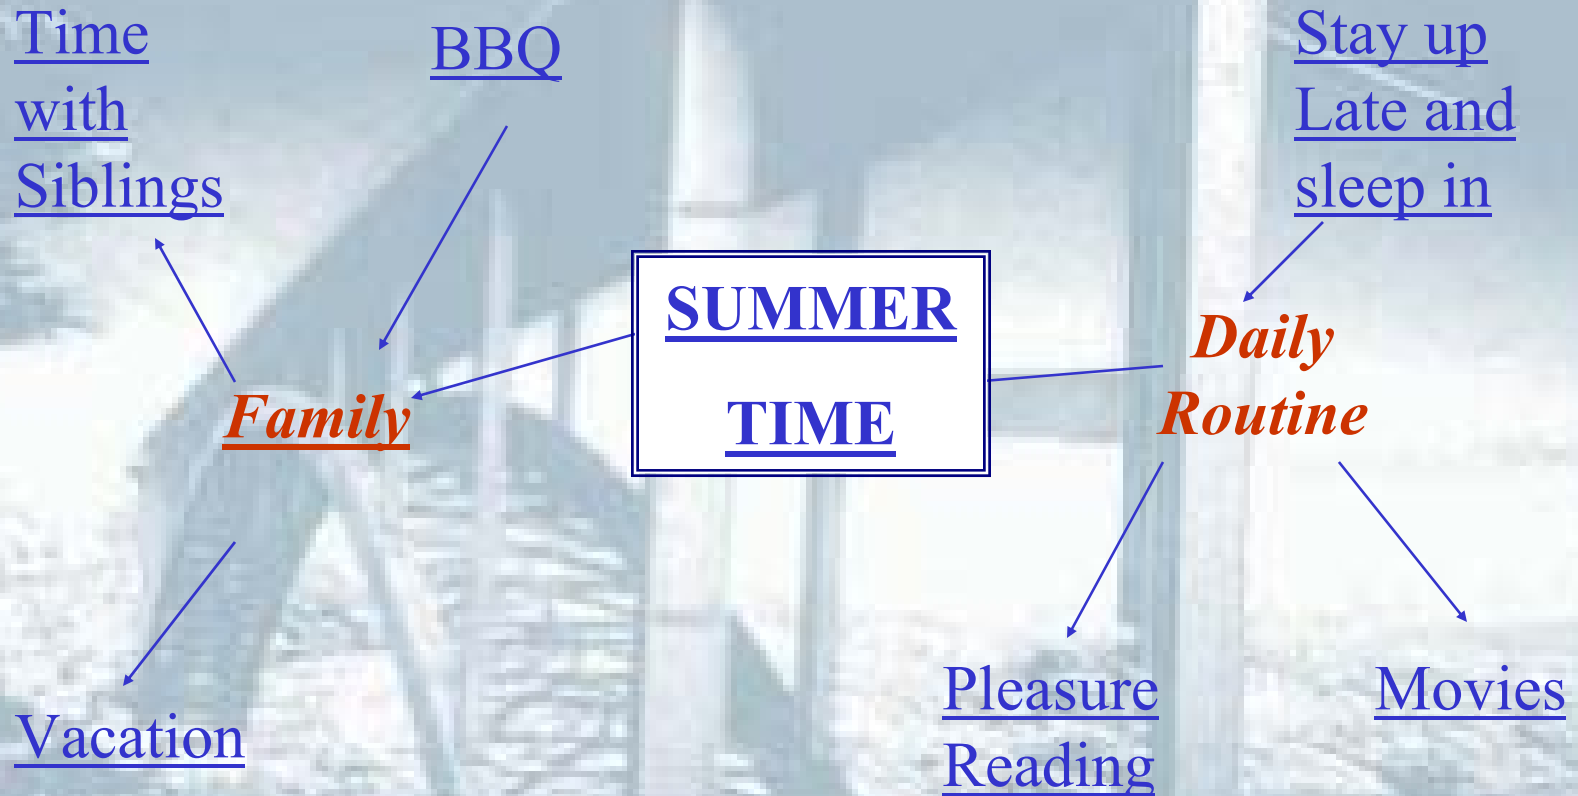 Time
with
Siblings
BBQ
Stay up
Late and
sleep in
SUMMER
TIME
Daily
Routine
Family
Pleasure
Reading
Movies
Vacation